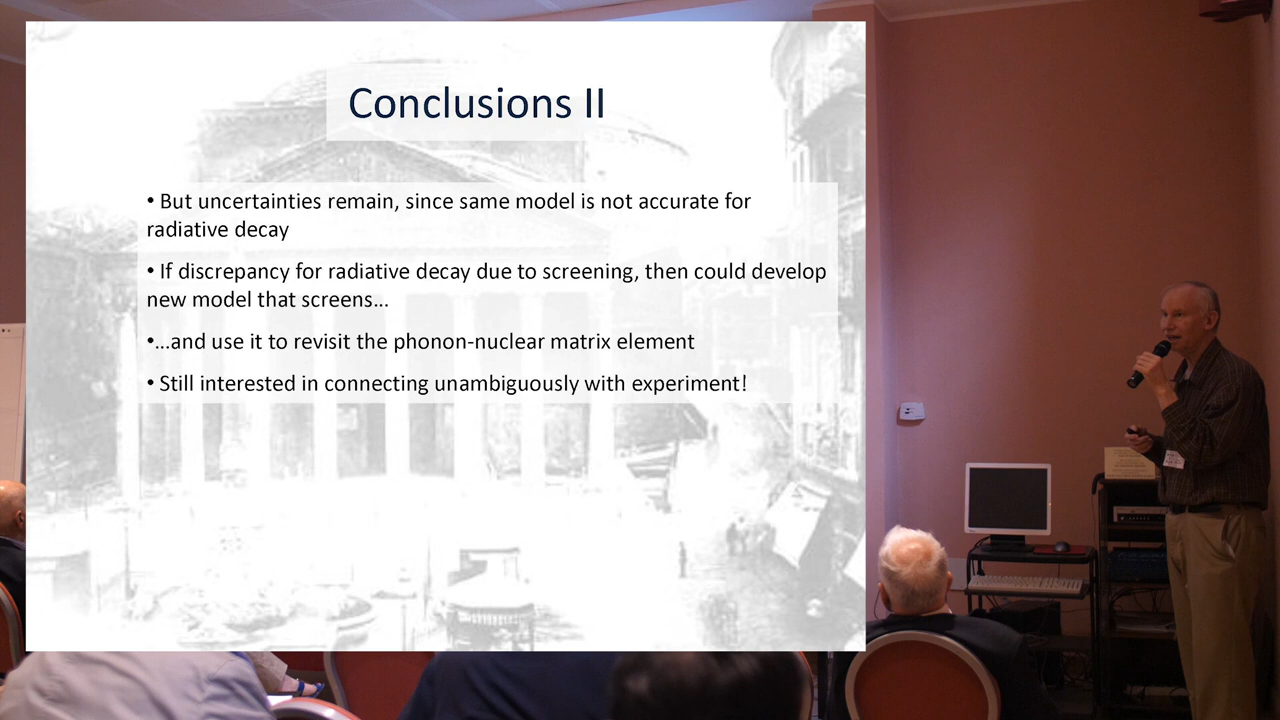 Conclusions II
• But uncertainties remain, since same model is not accurate for
radiative decay
• If discrepancy for radiative decay due to screening, then could develop
new model that screens...
•...and use it to revisit the phonon-nuclear matrix element
• Still interested in connecting unambiguously with experiment!